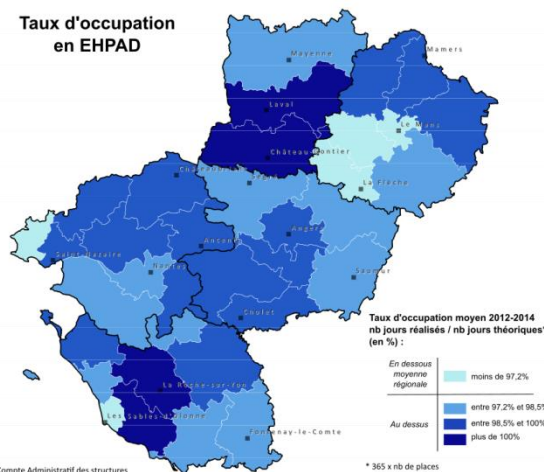 Taux d'occupation
en EHPAD
Mayenne
Mamers
Laval
Le Mans
Château-Gontier
La Flèche
Segré
Ancenis
Angers
Saint-Nazaire
Nantes
Saumur
Cholet
La Roche-sur-Yon
Les Sables-d'Olonne
Fontenay-le-Comte
Taux d'occupation moyen 2012-2014
nb jours réalisés / nb jours théoriques*
(en %) :
En dessous
moyenne
régionale
moins de 97,2%
Au dessus
entre 97,2% et 98,5%
entre 98,5% et 100%
plus de 100%
Compte Administratif des structures
* 365 x nb de places